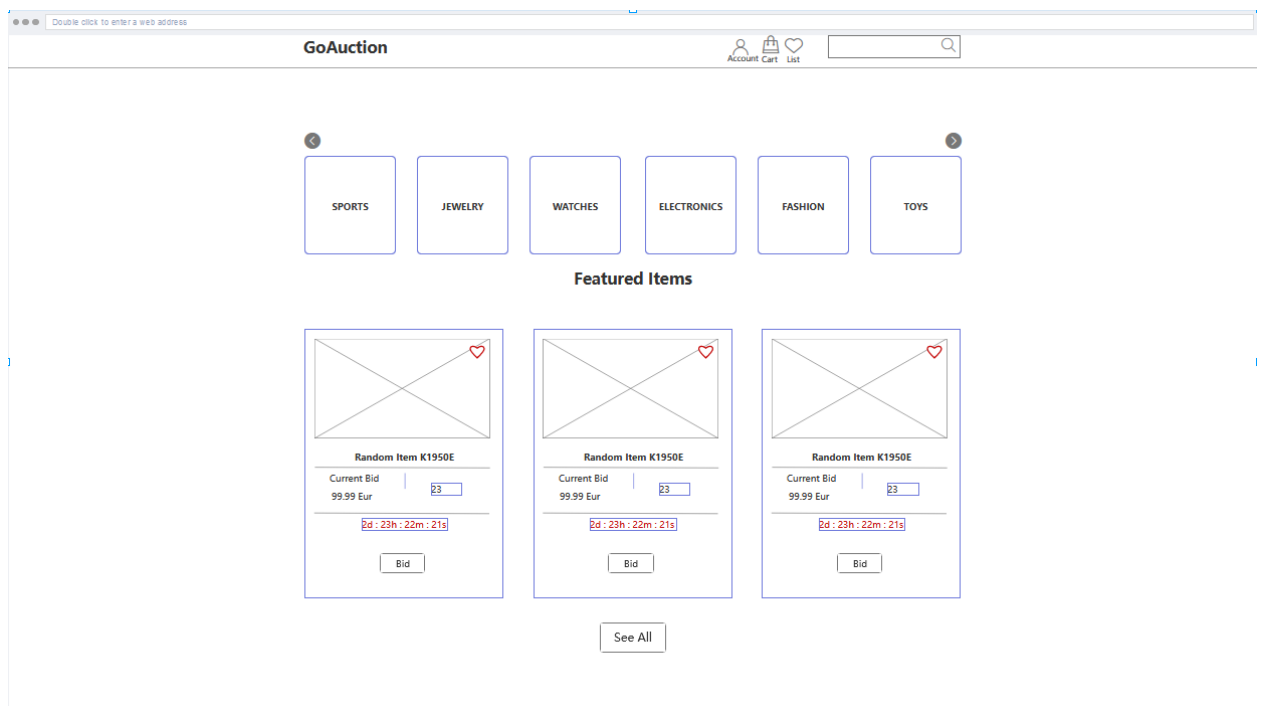 Double click to enter a web address
GoAuction
Account Cart List
SPORTS JEWELRY WATCHES ELECTRONICS FASHION TOYS
Featured Items
Random Item K1950E
Current Bid
99.99 Eur
23
2d : 23h : 22m : 21s
Bid
Random Item K1950E
Current Bid
99.99 Eur
23
2d : 23h : 22m : 21s
Bid
Random Item K1950E
Current Bid
99.99 Eur
23
2d : 23h : 22m : 21s
Bid
See All